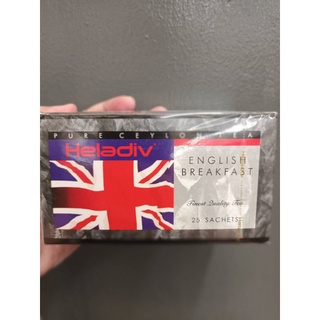 PURE CEYLON TEA
Heladiv
ENGLISH
BREAKFAST
Finest Quality Tea
25 SACHETS